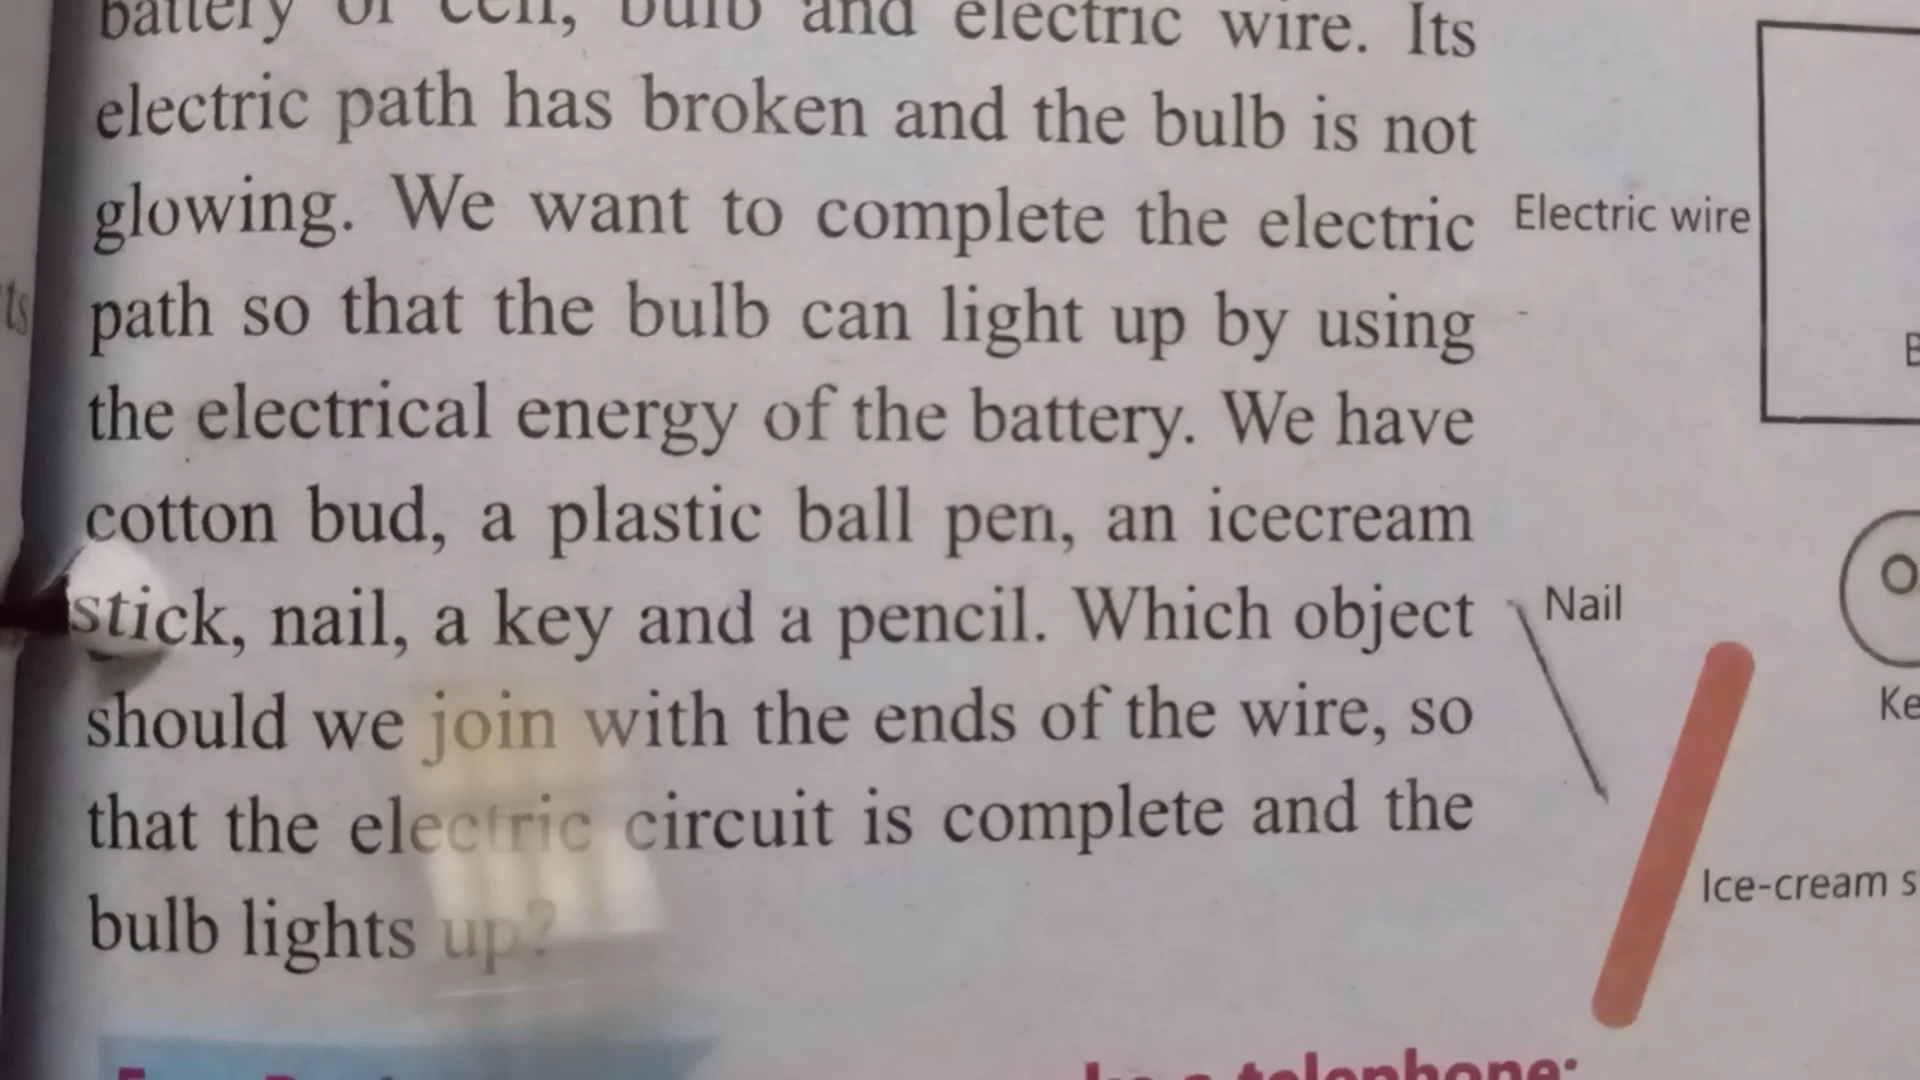 battery or cell, bulb and electric wire. Its
electric path has broken and the bulb is not
glowing. We want to complete the electric
path so that the bulb can light up by using
the electrical energy of the battery. We have
cotton bud, a plastic ball pen, an icecream
stick, nail, a key and a pencil. Which object
should we join with the ends of the wire, so
that the electric circuit is complete and the
bulb lights up?
Electric wire
Nail
Ice-cream
a telephone: